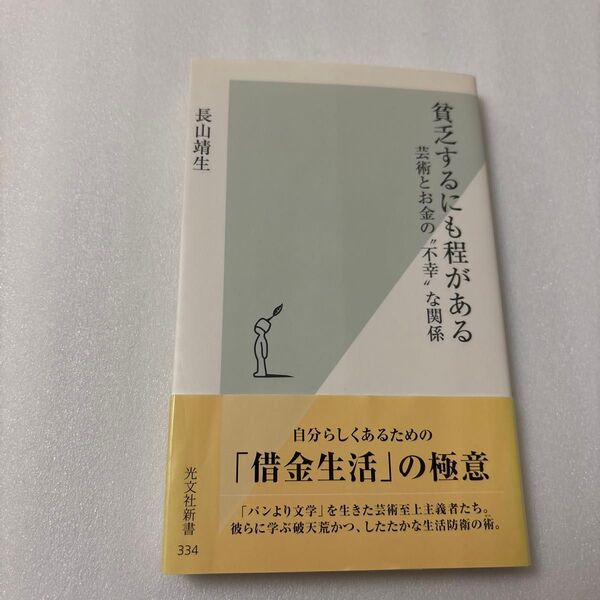 貧乏するにも程がある
芸術とお金の〝不幸〟な関係
長山靖生
自分らしくあるための
「借金生活」の極意
「パンより文学」を生きた芸術至上主義者たち。
彼らに学ぶ破天荒かつ、したたかな生活防衛の術。
光文社新書
334